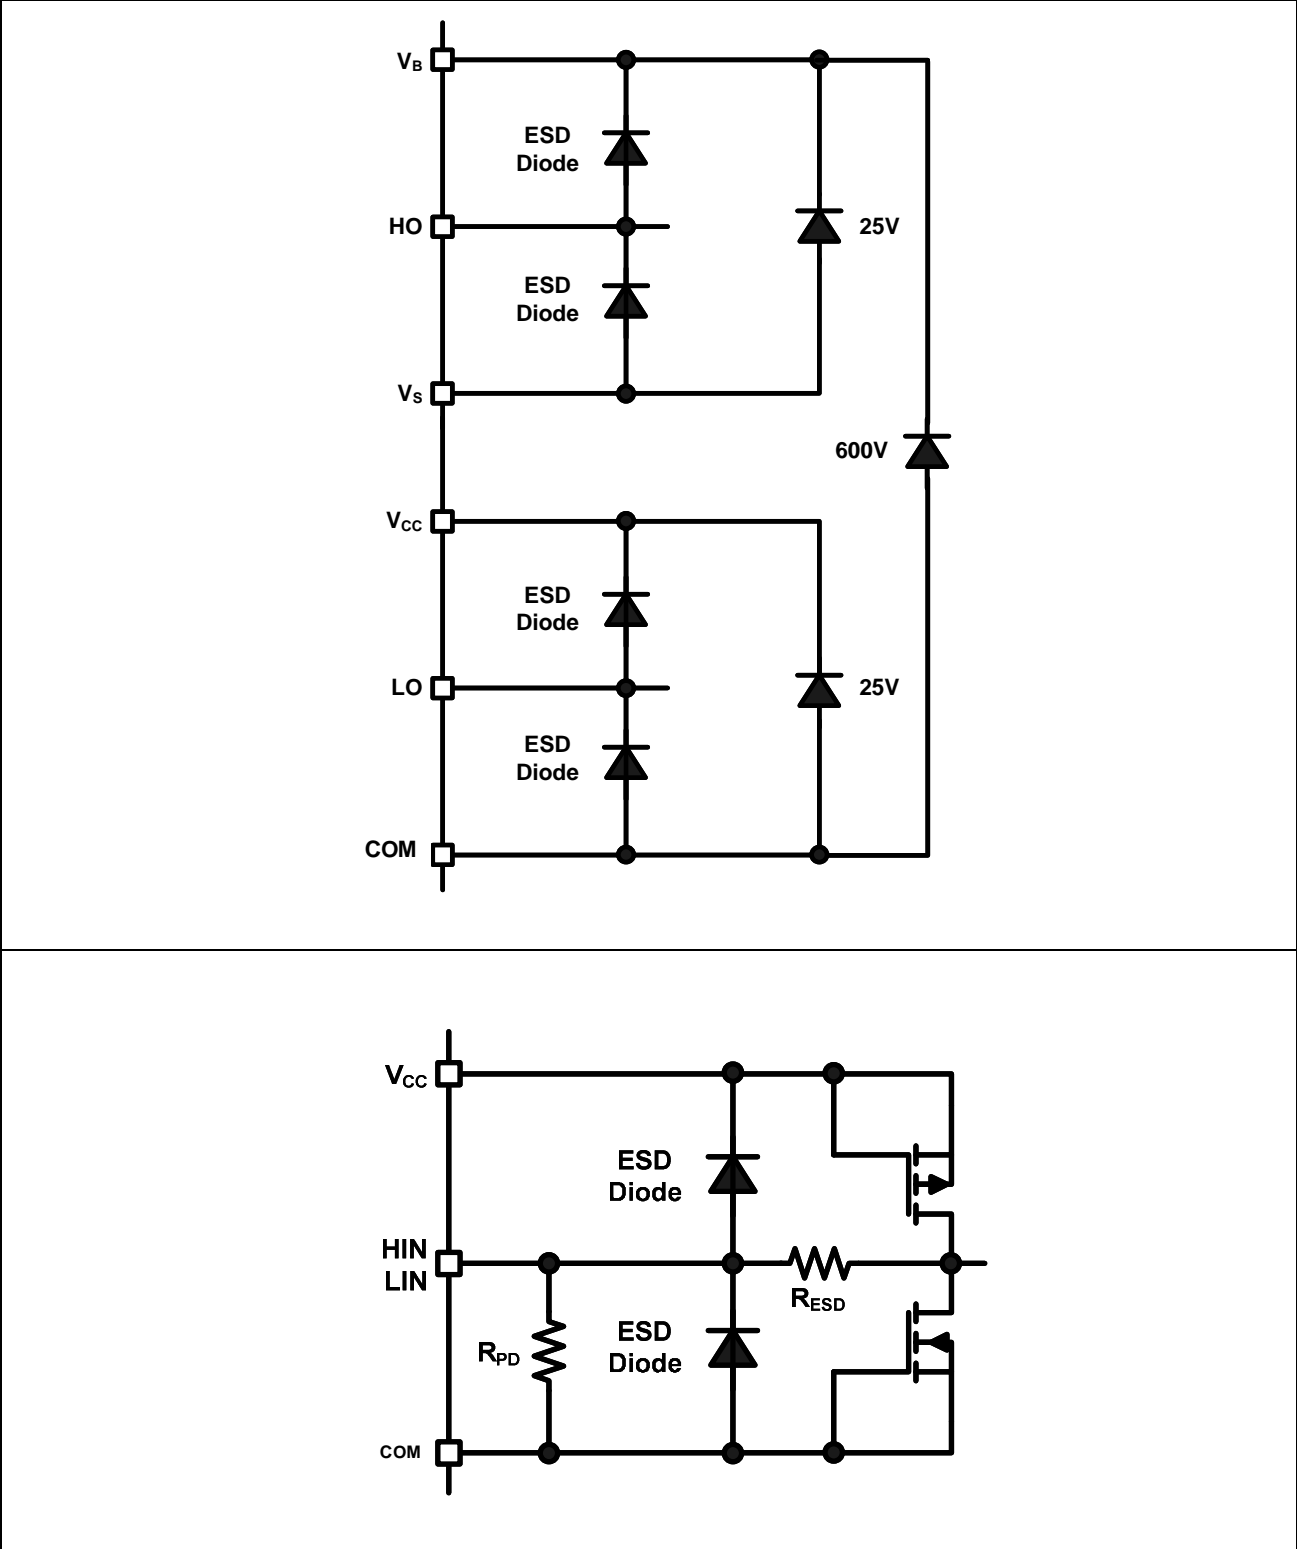 VB
ESD
Diode
HO
25V
ESD
Diode
VS
600V
VCC
ESD
Diode
LO
25V
ESD
Diode
COM
VCC
ESD
Diode
HIN
LIN
RESD
ESD
Diode
RPD
COM